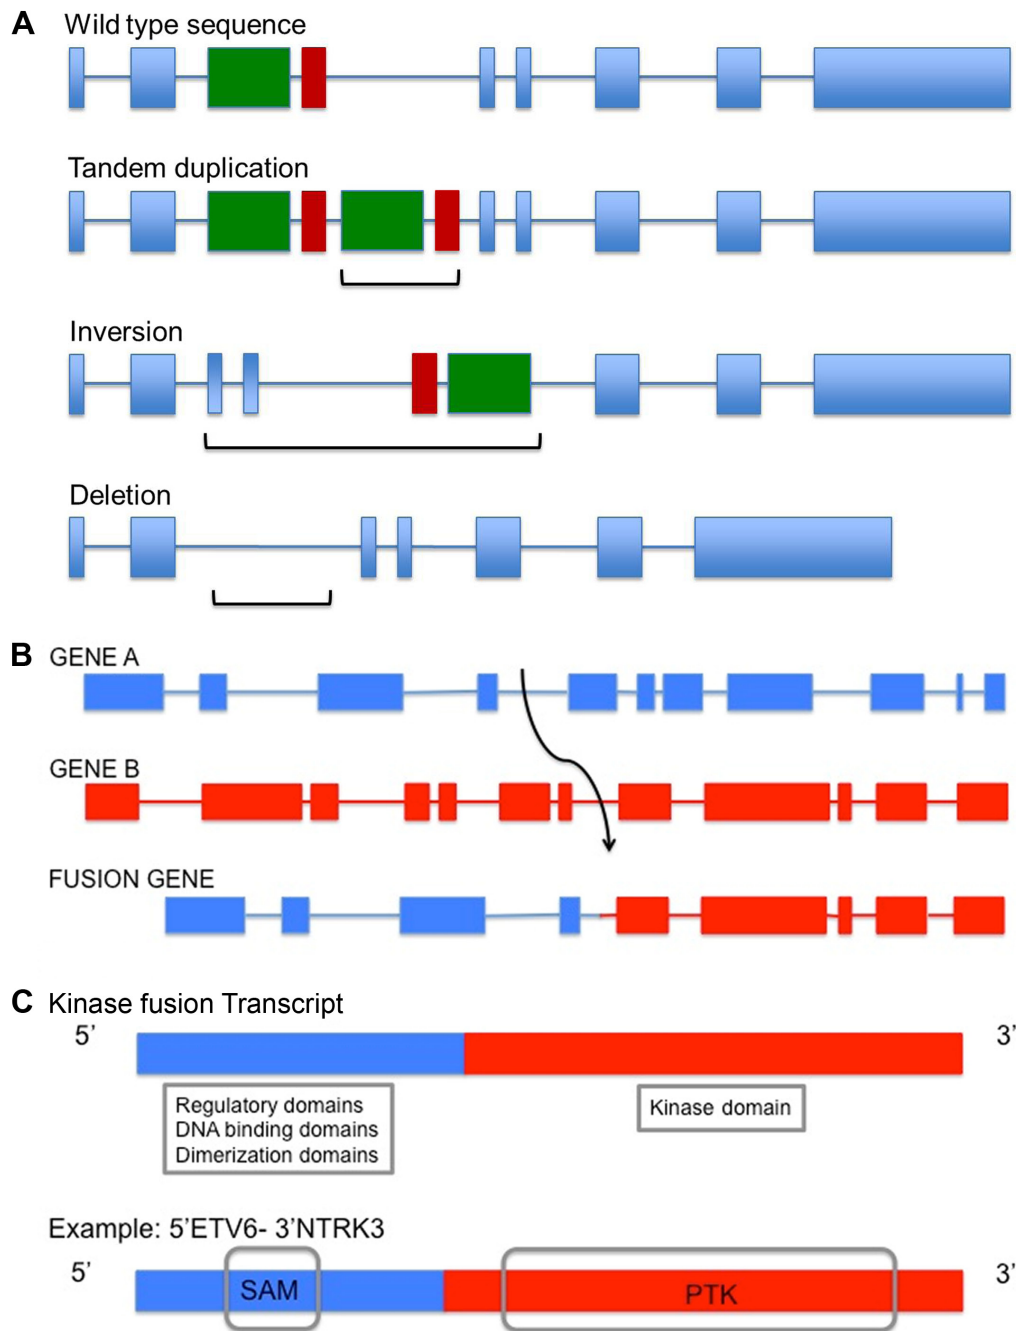 A Wild type sequence
Tandem duplication
Inversion
Deletion
B GENE A
GENE B
FUSION GENE
C Kinase fusion Transcript
5’ 3’
Regulatory domains
DNA binding domains
Dimerization domains
Kinase domain
Example: 5’ETV6- 3’NTRK3
5’ 3’
SAM PTK